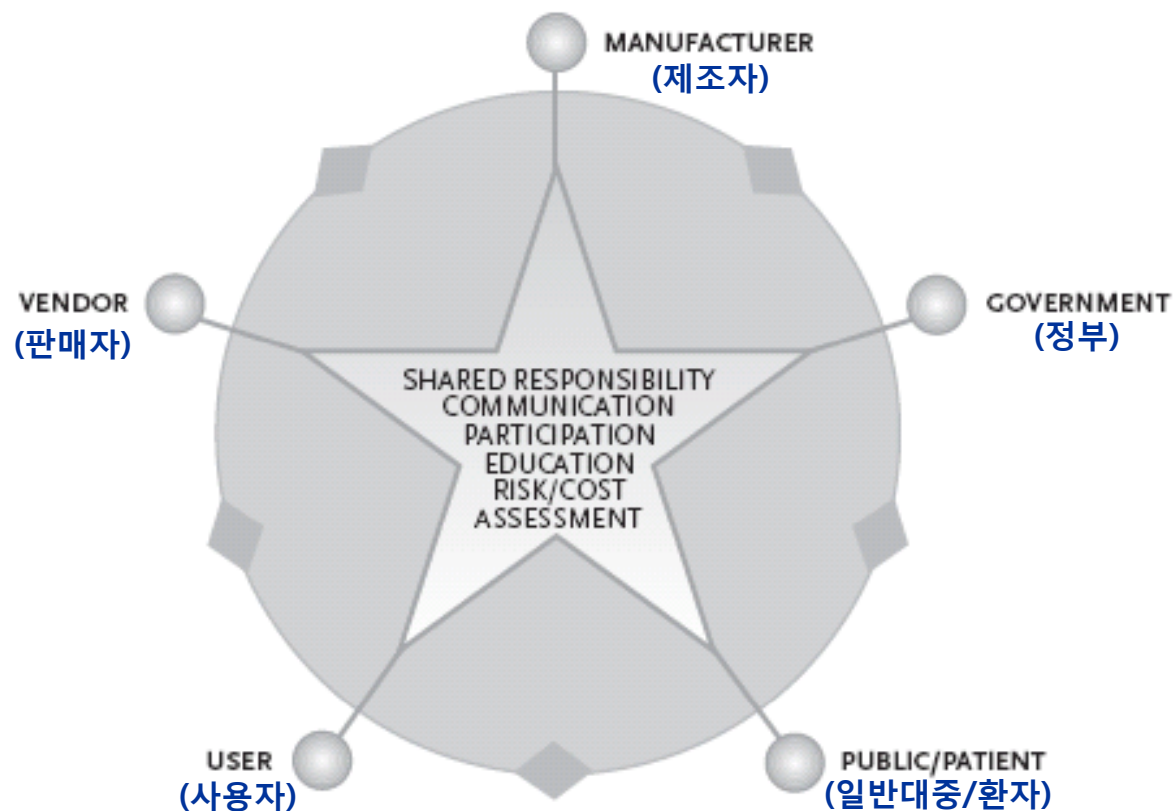 MANUFACTURER
(제조자)
VENDOR
(판매자)
GOVERNMENT
(정부)
SHARED RESPONSIBILITY
COMMUNICATION
PARTICIPATION
EDUCATION
RISK/COST
ASSESSMENT
USER
(사용자)
PUBLIC/PATIENT
(일반대중/환자)